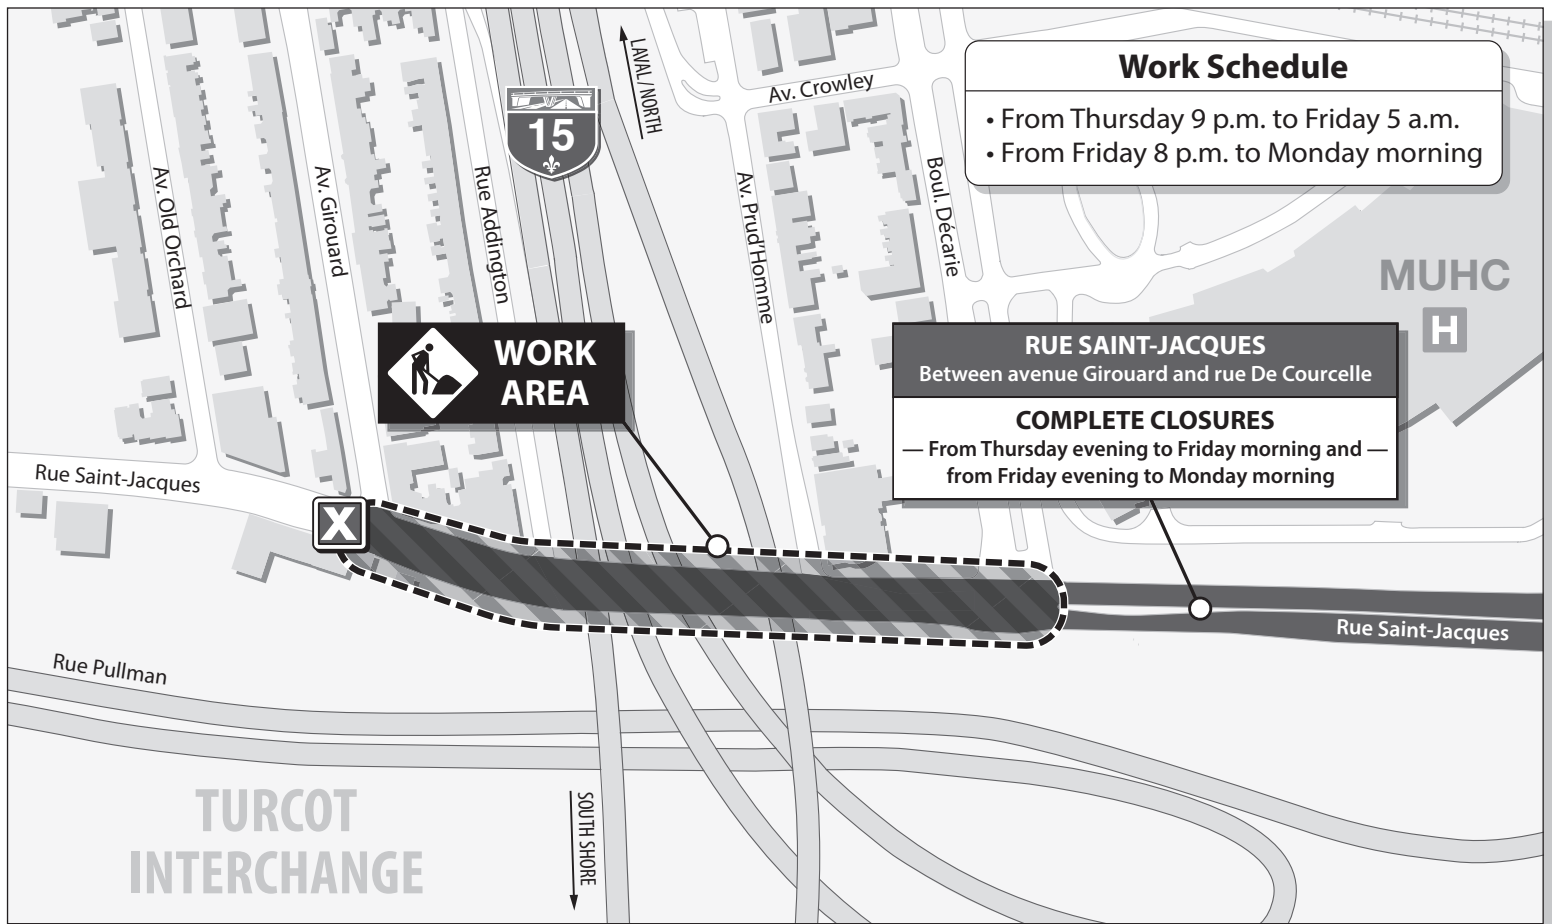 Work Schedule
• From Thursday 9 p.m. to Friday 5 a.m.
• From Friday 8 p.m. to Monday morning
LAVAL / NORTH
15
Av. Crowley
Av. Old Orchard
Av. Girouard
Rue Addington
Av. Prud'Homme
Boul. Décarie
MUHC
H
WORK
AREA
RUE SAINT-JACQUES
Between avenue Girouard and rue De Courcelle
COMPLETE CLOSURES
— From Thursday evening to Friday morning and —
from Friday evening to Monday morning
Rue Saint-Jacques
X
Rue Saint-Jacques
Rue Pullman
TURCOT
INTERCHANGE
SOUTH SHORE